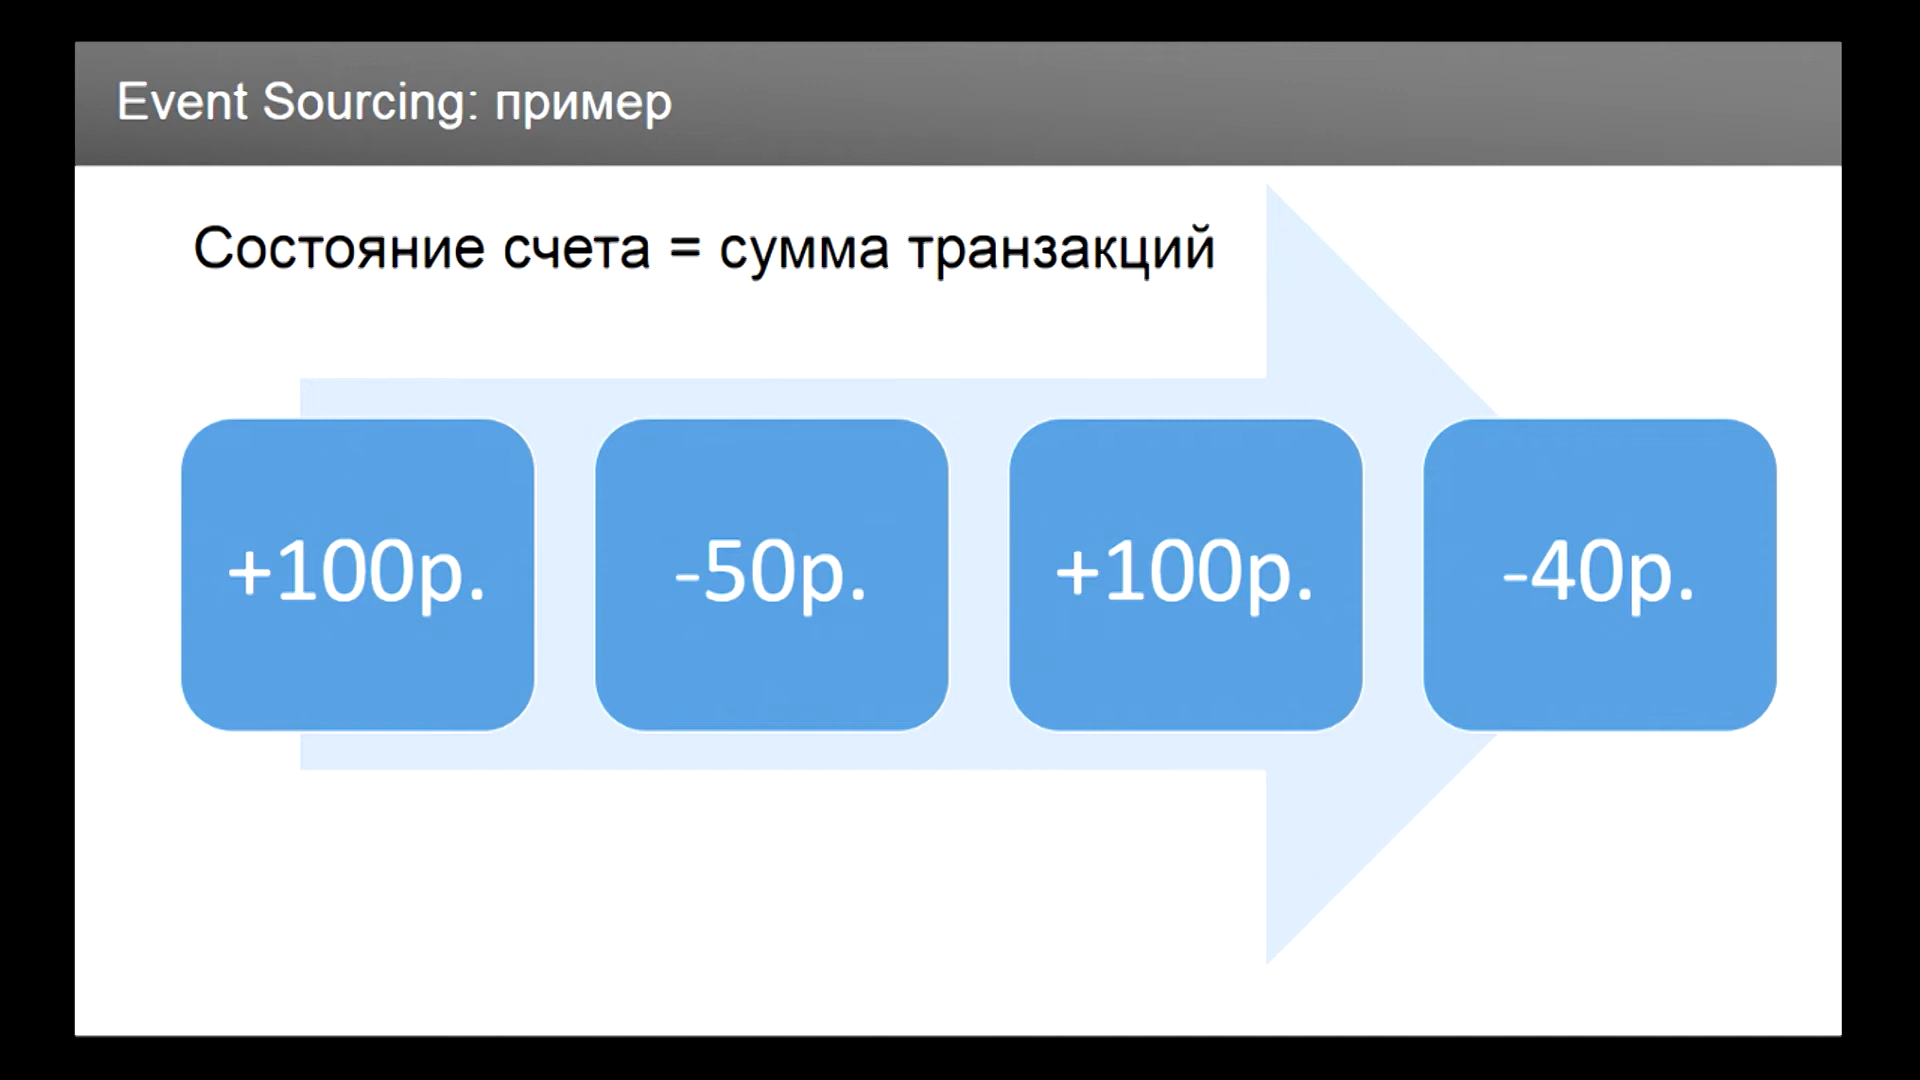 Event Sourcing: пример
Состояние счета = сумма транзакций
+100р.
-50р.
+100р.
-40р.